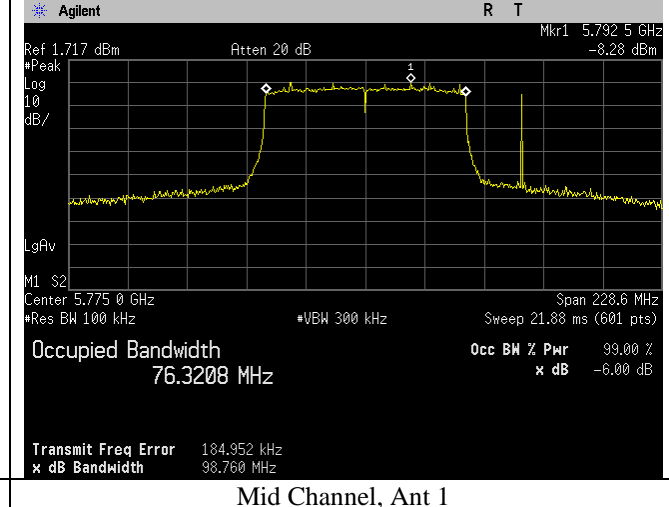 Agilent R T
Mkr1 5.792 5 GHz
Ref 1.717 dBm Atten 20 dB -8.28 dBm
#Peak
Log
10
dB/
1
LgAv
M1 S2
Center 5.775 0 GHz Span 228.6 MHz
#Res BW 100 kHz #VBW 300 kHz Sweep 21.88 ms (601 pts)
Occupied Bandwidth Occ BW % Pwr 99.00 %
76.3208 MHz x dB -6.00 dB
Transmit Freq Error 184.952 kHz
x dB Bandwidth 98.760 MHz
Mid Channel, Ant 1